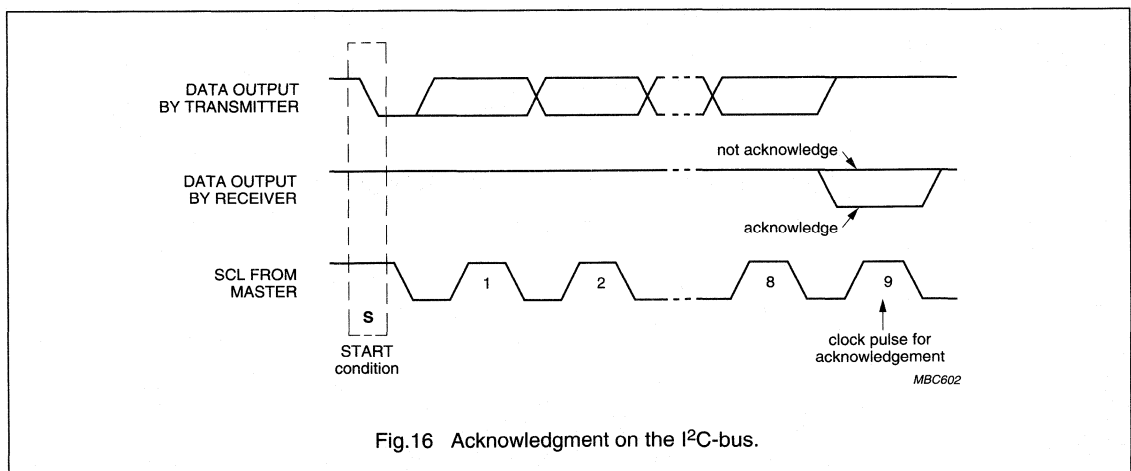 DATA OUTPUT
BY TRANSMITTER
not acknowledge
DATA OUTPUT
BY RECEIVER
acknowledge
SCL FROM
MASTER
1
2
8
9
S
START
condition
clock pulse for
acknowledgement
MBC602
Fig.16 Acknowledgment on the I²C-bus.